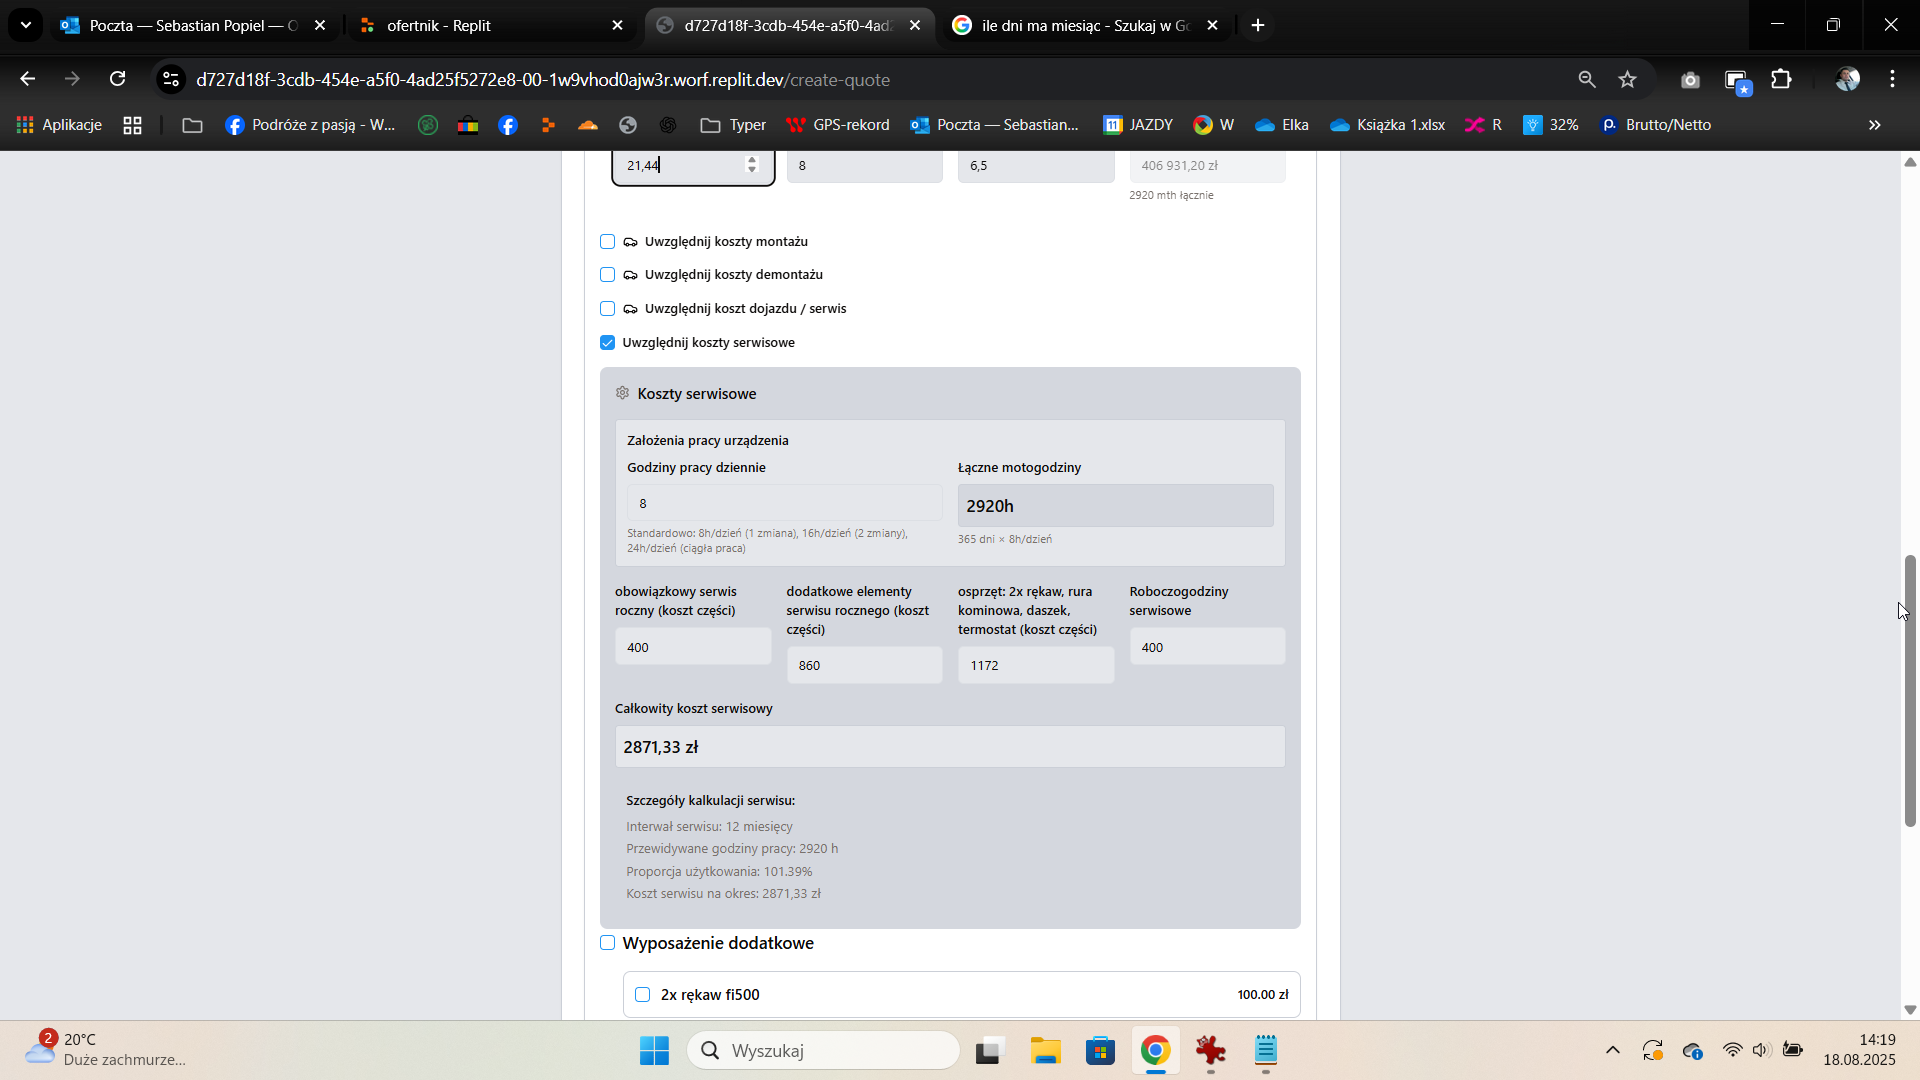 Poczta — Sebastian Popiel — O
ofertnik - Replit
d727d18f-3cdb-454e-a5f0-4ad2
ile dni ma miesiąc - Szukaj w Go
d727d18f-3cdb-454e-a5f0-4ad25f5272e8-00-1w9vhod0ajw3r.worf.replit.dev/create-quote
Aplikacje
Podróże z pasją - W...
Typer
GPS-rekord
Poczta — Sebastian...
11
JAZDY
W
Elka
Książka 1.xlsx
R
32%
Brutto/Netto
»
21,44
8
6,5
406 931,20 zł
2920 mth łącznie
Uwzględnij koszty montażu
Uwzględnij koszty demontażu
Uwzględnij koszt dojazdu / serwis
Uwzględnij koszty serwisowe
Koszty serwisowe
Założenia pracy urządzenia
Godziny pracy dziennie
Łączne motogodziny
8
2920h
Standardowo: 8h/dzień (1 zmiana), 16h/dzień (2 zmiany),
24h/dzień (ciągła praca)
365 dni × 8h/dzień
obowiązkowy serwis
roczny (koszt części)
dodatkowe elementy
serwisu rocznego (koszt
części)
osprzęt: 2x rękaw, rura
kominowa, daszek,
termostat (koszt części)
Roboczogodziny
serwisowe
400
860
1172
400
Całkowity koszt serwisowy
2871,33 zł
Szczegóły kalkulacji serwisu:
Interwał serwisu: 12 miesięcy
Przewidywane godziny pracy: 2920 h
Proporcja użytkowania: 101.39%
Koszt serwisu na okres: 2871,33 zł
Wyposażenie dodatkowe
2x rękaw fi500
100.00 zł
2
20°C
Duże zachmurze...
Wyszukaj
14:19
18.08.2025